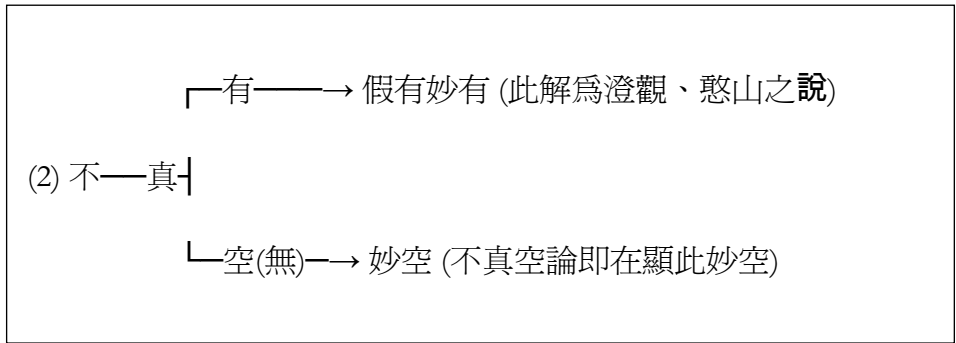 ┌─有──→ 假有妙有 (此解爲澄觀、憨山之說)
(2) 不─真┤
└─空(無)─→ 妙空 (不真空論即在顯此妙空)